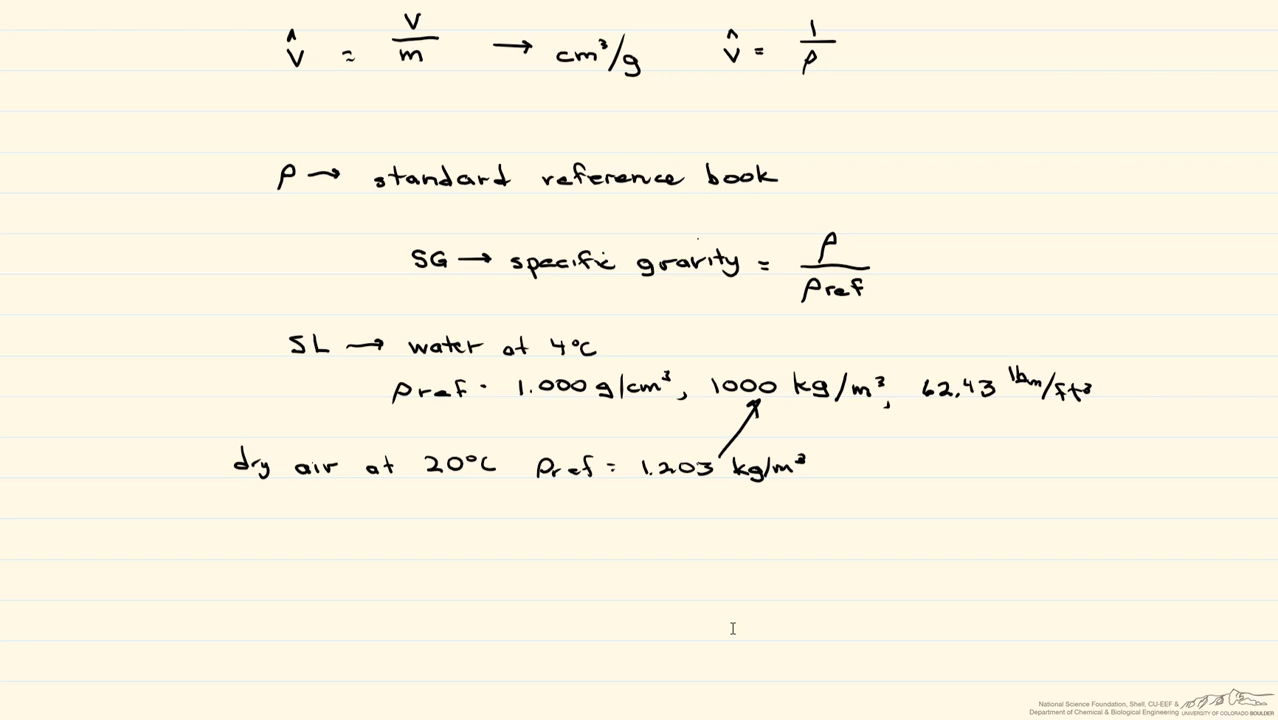 V̂ = V/m → cm³/g V̂ = 1/ρ
ρ → standard reference book
SG → specific gravity = ρ/ρref
SL → water at 4°C
ρref = 1.000 g/cm³, 1000 kg/m³, 62.43 lbm/ft³
dry air at 20°C ρref = 1.203 kg/m³
National Science Foundation, Shell, CU-EEF &
Department of Chemical & Biological Engineering UNIVERSITY OF COLORADO BOULDER